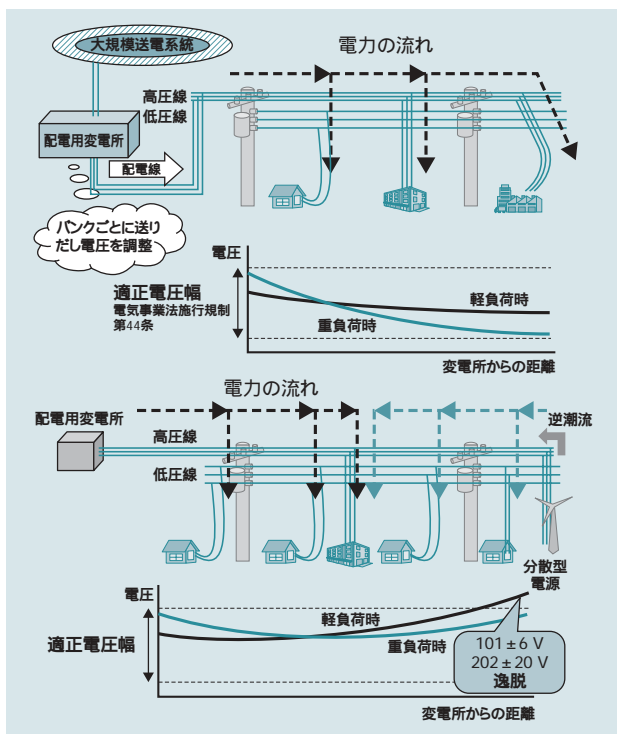 大規模送電系統
電力の流れ
高圧線
低圧線
配電用変電所
配電線
バンクごとに送り
だし電圧を調整
電圧
適正電圧幅
電気事業法施行規制
第44条
軽負荷時
重負荷時
変電所からの距離
電力の流れ
配電用変電所
逆潮流
高圧線
低圧線
分散型
電源
電圧
適正電圧幅
軽負荷時
重負荷時
101±6 V
202±20 V
逸脱
変電所からの距離